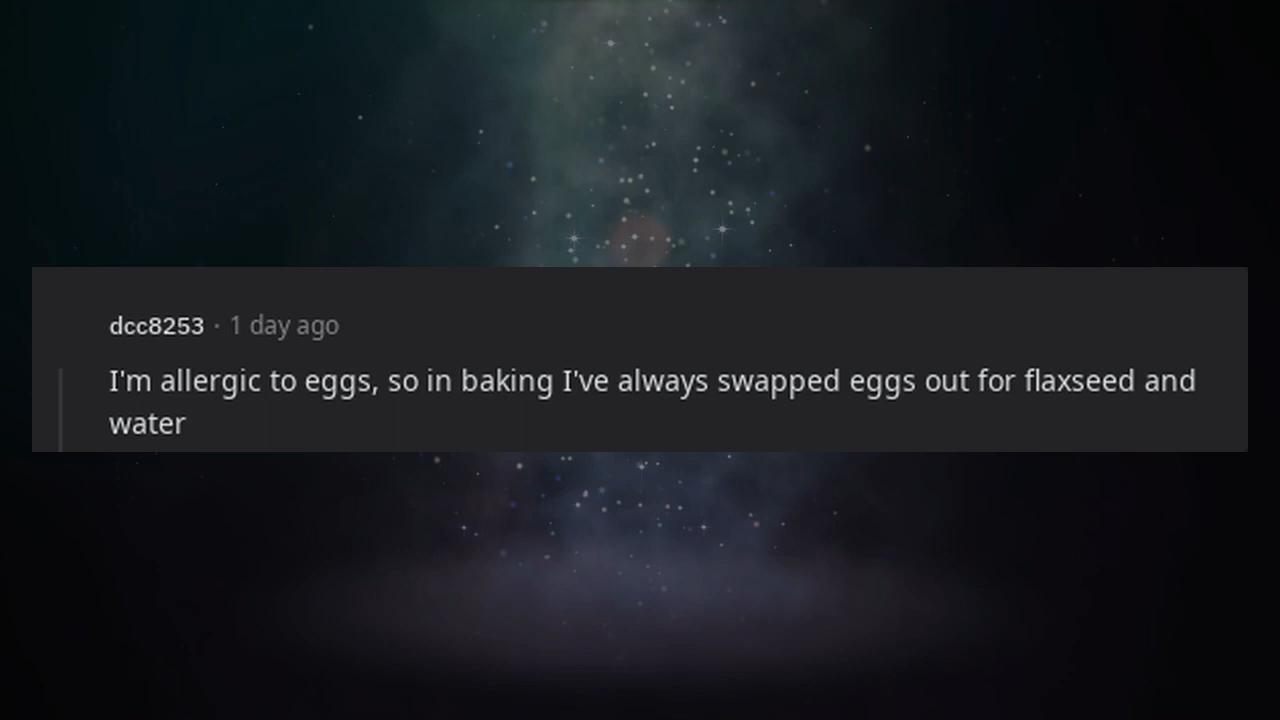 dcc8253 · 1 day ago
I'm allergic to eggs, so in baking I've always swapped eggs out for flaxseed and
water